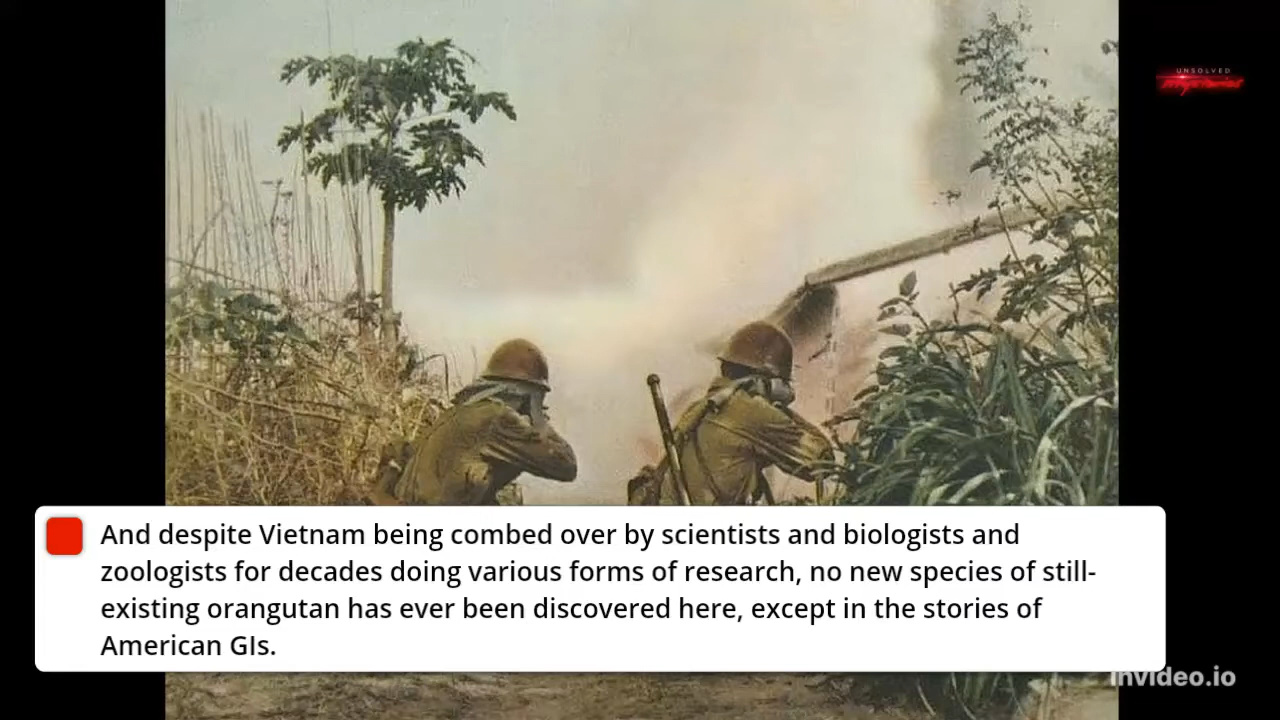 UNSOLVED
And despite Vietnam being combed over by scientists and biologists and
zoologists for decades doing various forms of research, no new species of still-
existing orangutan has ever been discovered here, except in the stories of
American GIs.
invideo.io